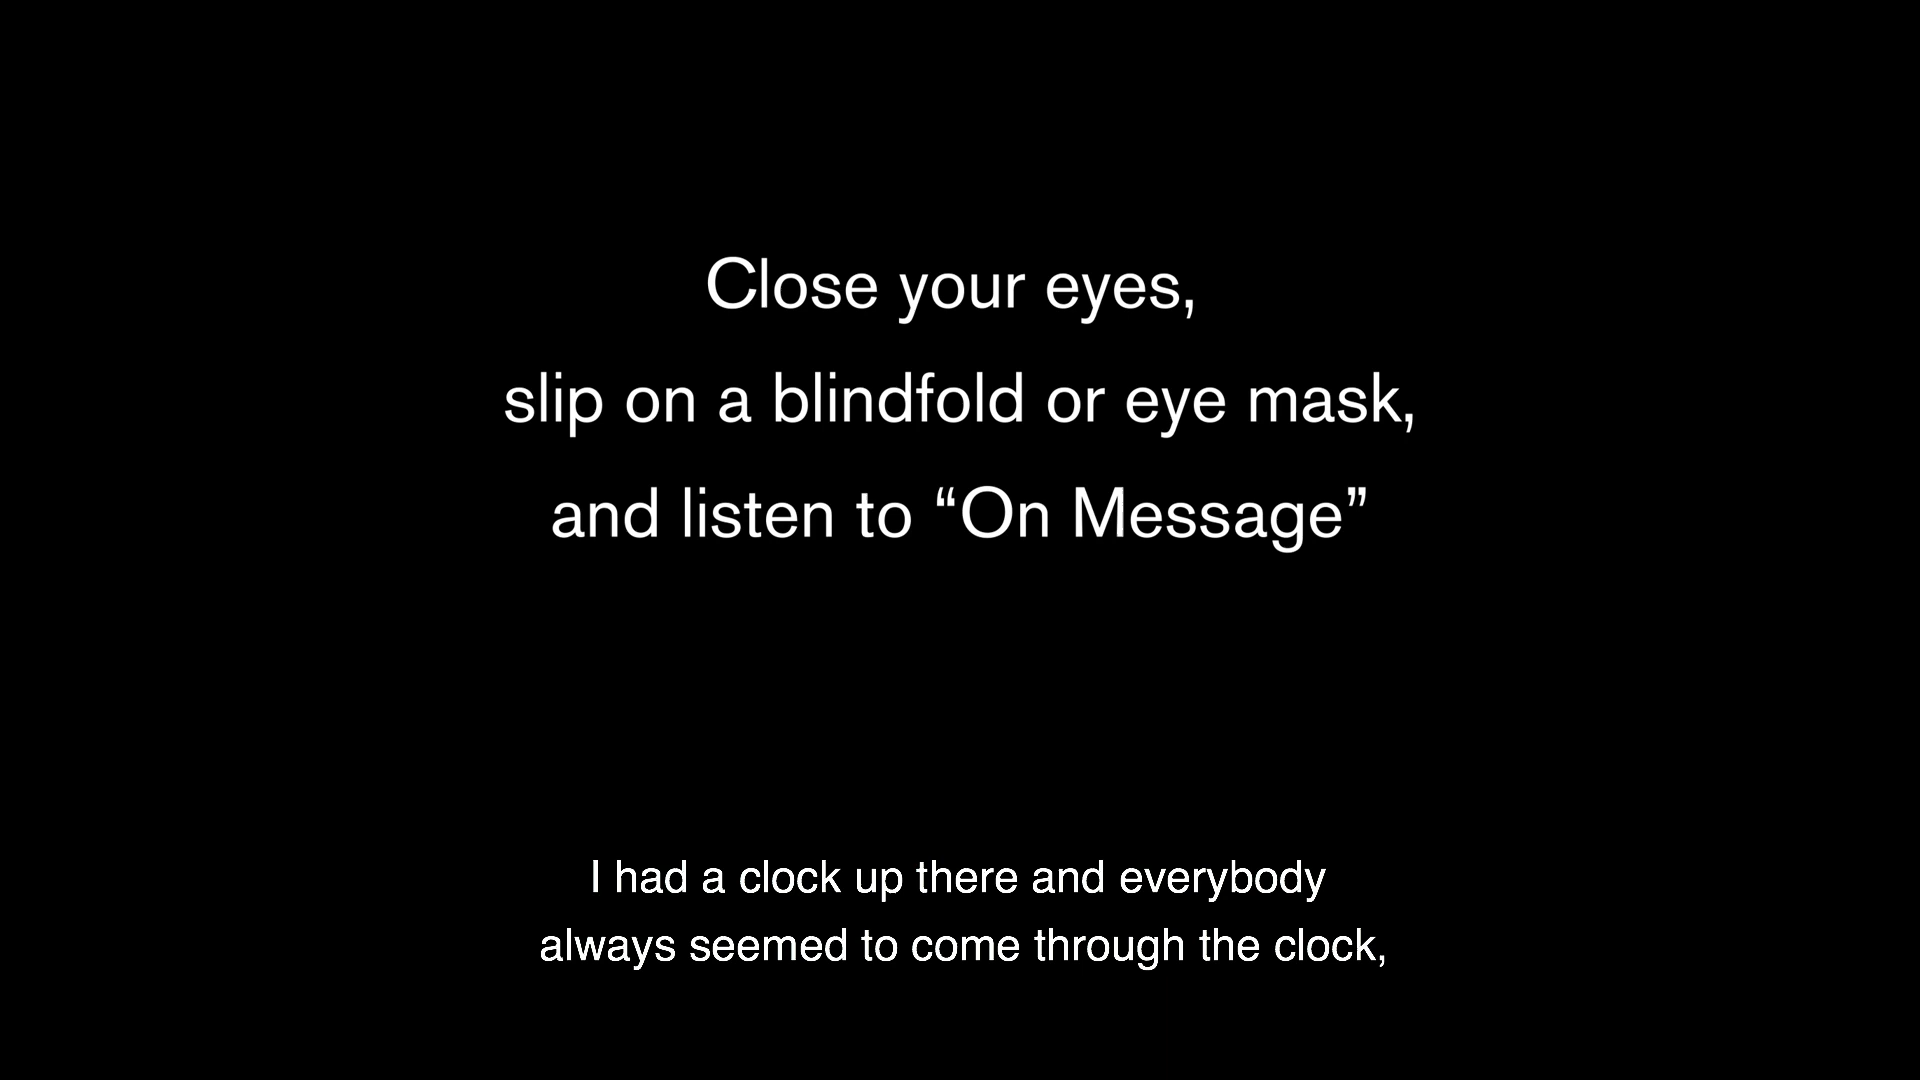 Close your eyes,
slip on a blindfold or eye mask,
and listen to “On Message”
I had a clock up there and everybody
always seemed to come through the clock,